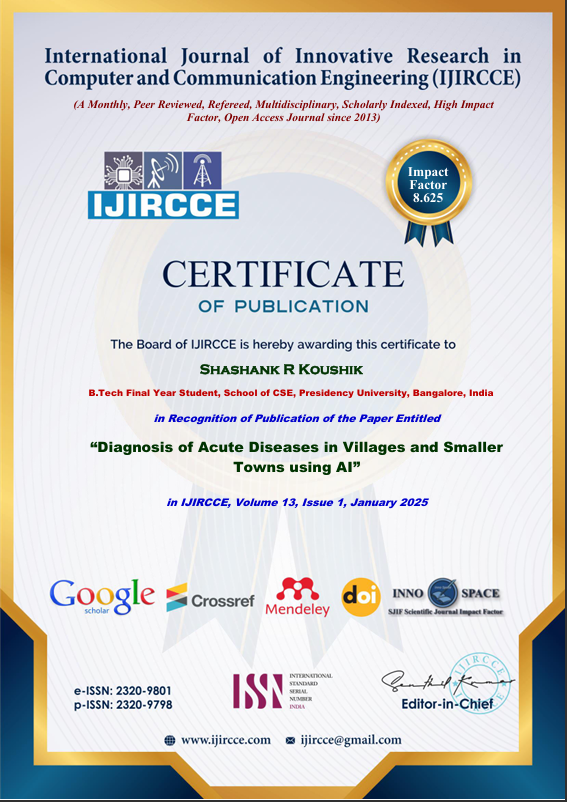 International Journal of Innovative Research in
Computer and Communication Engineering (IJIRCCE)
(A Monthly, Peer Reviewed, Refereed, Multidisciplinary, Scholarly Indexed, High Impact
Factor, Open Access Journal since 2013)
IJIRCCE
Impact
Factor
8.625
CERTIFICATE
OF PUBLICATION
The Board of IJIRCCE is hereby awarding this certificate to
SHASHANK R KOUSHIK
B.Tech Final Year Student, School of CSE, Presidency University, Bangalore, India
in Recognition of Publication of the Paper Entitled
“Diagnosis of Acute Diseases in Villages and Smaller
Towns using AI”
in IJIRCCE, Volume 13, Issue 1, January 2025
Google
scholar
Crossref
Mendeley
doi
INNO SPACE
SJIF Scientific Journal Impact Factor
e-ISSN: 2320-9801
p-ISSN: 2320-9798
ISSN
INTERNATIONAL
STANDARD
SERIAL
NUMBER
INDIA
Senthil Kumar
IJIRCCE
Editor-in-Chief
www.ijircce.com ijircce@gmail.com